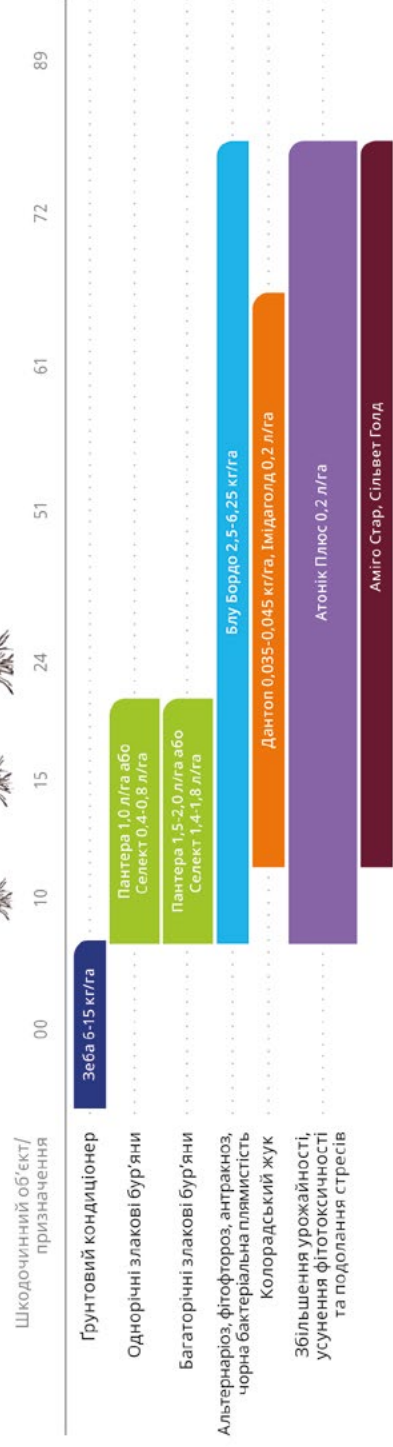 Шкодочинний об’єкт/
призначення
00
10
15
24
51
61
72
89
Ґрунтовий кондиціонер
Зеба 6-15 кг/га
Однорічні злакові бур’яни
Пантера 1,0 л/га або
Селект 0,4-0,8 л/га
Багаторічні злакові бур’яни
Пантера 1,5-2,0 л/га або
Селект 1,4-1,8 л/га
Альтернаріоз, фітофтороз, антракноз,
чорна бактеріальна плямистість
Блу Бордо 2,5-6,25 кг/га
Колорадський жук
Дантоп 0,035-0,045 кг/га, Імідаголд 0,2 л/га
Збільшення урожайності,
усунення фітотоксичності
та подолання стресів
Атонік Плюс 0,2 л/га
Аміго Стар, Сільвет Голд